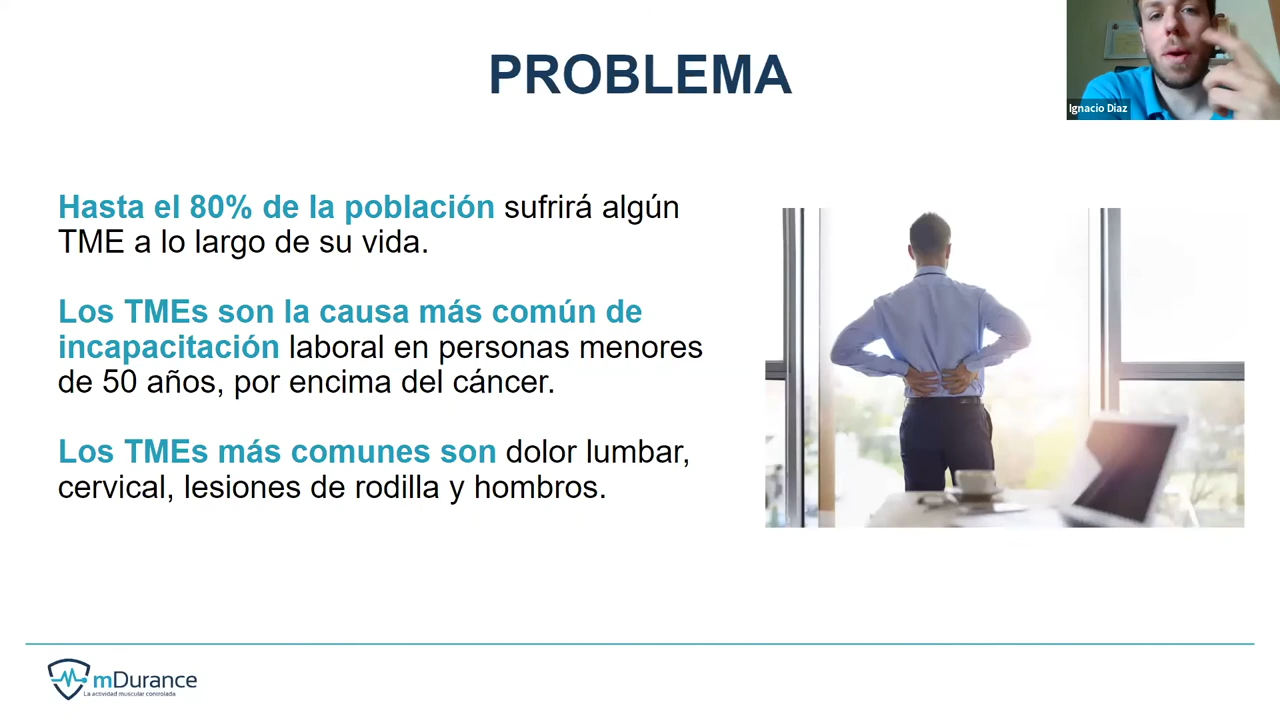 PROBLEMA
Ignacio Diaz
Hasta el 80% de la población sufrirá algún
TME a lo largo de su vida.
Los TMEs son la causa más común de
incapacitación laboral en personas menores
de 50 años, por encima del cáncer.
Los TMEs más comunes son dolor lumbar,
cervical, lesiones de rodilla y hombros.
mDurance
La actividad muscular controlada